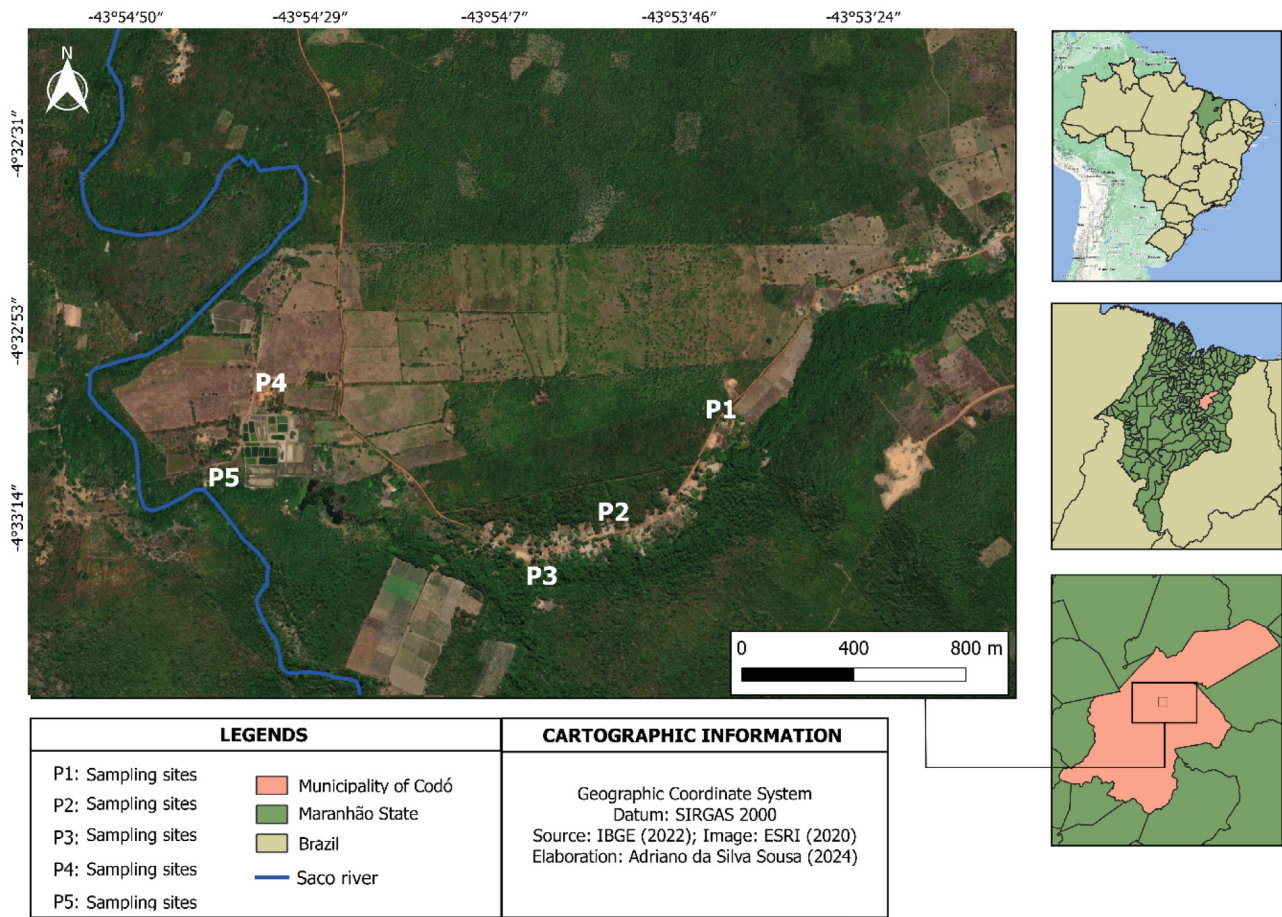 -43°54′50″ -43°54′29″ -43°54′7″ -43°53′46″ -43°53′24″
N
-4°32′31″
-4°32′53″
-4°33′14″
P4
P1
P5
P2
P3
0 400 800 m
LEGENDS
P1: Sampling sites
P2: Sampling sites
P3: Sampling sites
P4: Sampling sites
P5: Sampling sites
Municipality of Codó
Maranhão State
Brazil
Saco river
CARTOGRAPHIC INFORMATION
Geographic Coordinate System
Datum: SIRGAS 2000
Source: IBGE (2022); Image: ESRI (2020)
Elaboration: Adriano da Silva Sousa (2024)